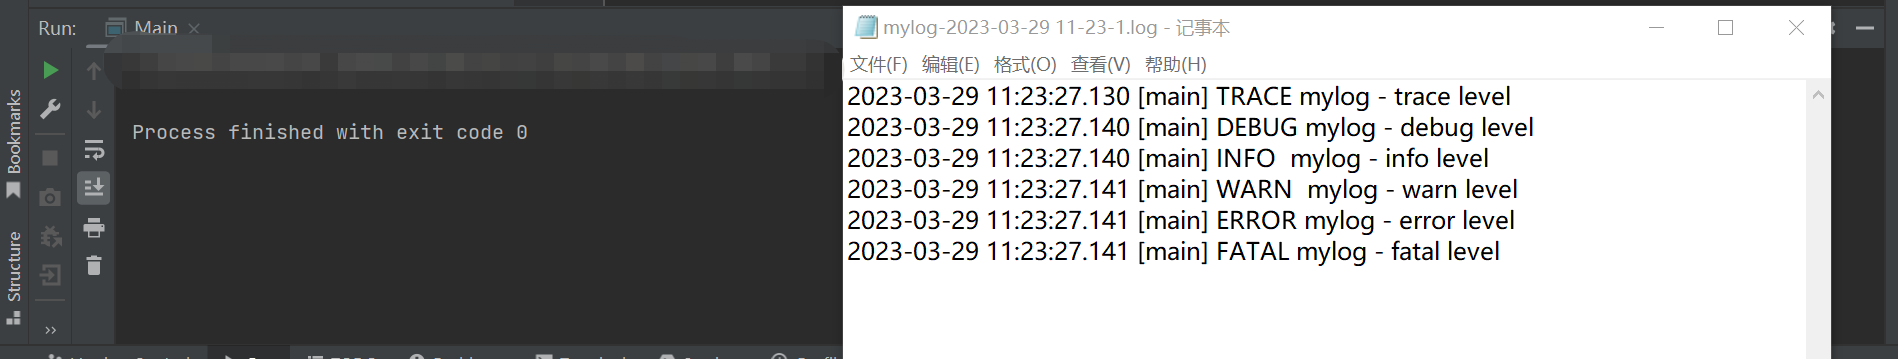 Run: Main
Bookmarks
Structure
Process finished with exit code 0
mylog-2023-03-29 11-23-1.log - 记事本
文件(F) 编辑(E) 格式(O) 查看(V) 帮助(H)
2023-03-29 11:23:27.130 [main] TRACE mylog - trace level
2023-03-29 11:23:27.140 [main] DEBUG mylog - debug level
2023-03-29 11:23:27.140 [main] INFO  mylog - info level
2023-03-29 11:23:27.141 [main] WARN  mylog - warn level
2023-03-29 11:23:27.141 [main] ERROR mylog - error level
2023-03-29 11:23:27.141 [main] FATAL mylog - fatal level